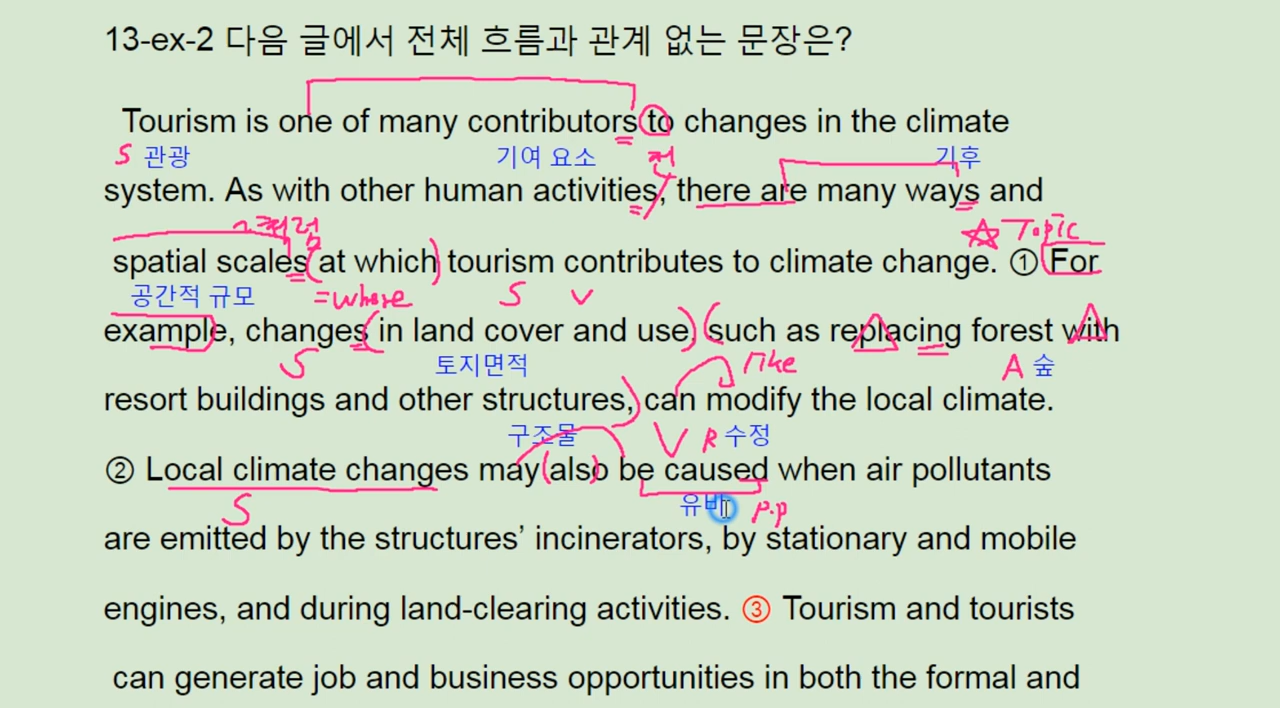 13-ex-2 다음 글에서 전체 흐름과 관계 없는 문장은?
Tourism is one of many contributors to changes in the climate
S 관광 기여 요소 전 기후
system. As with other human activities, there are many ways and
~처럼 ☆ Topic
spatial scales (at which) tourism contributes to climate change. ① For
공간적 규모 =where S V
example, changes (in land cover and use) (such as replacing forest with
S 토지면적 like A 숲
resort buildings and other structures,) can modify the local climate.
구조물 V R 수정
② Local climate changes may (also) be caused when air pollutants
S 유바 p.p
are emitted by the structures’ incinerators, by stationary and mobile
engines, and during land-clearing activities. ③ Tourism and tourists
can generate job and business opportunities in both the formal and